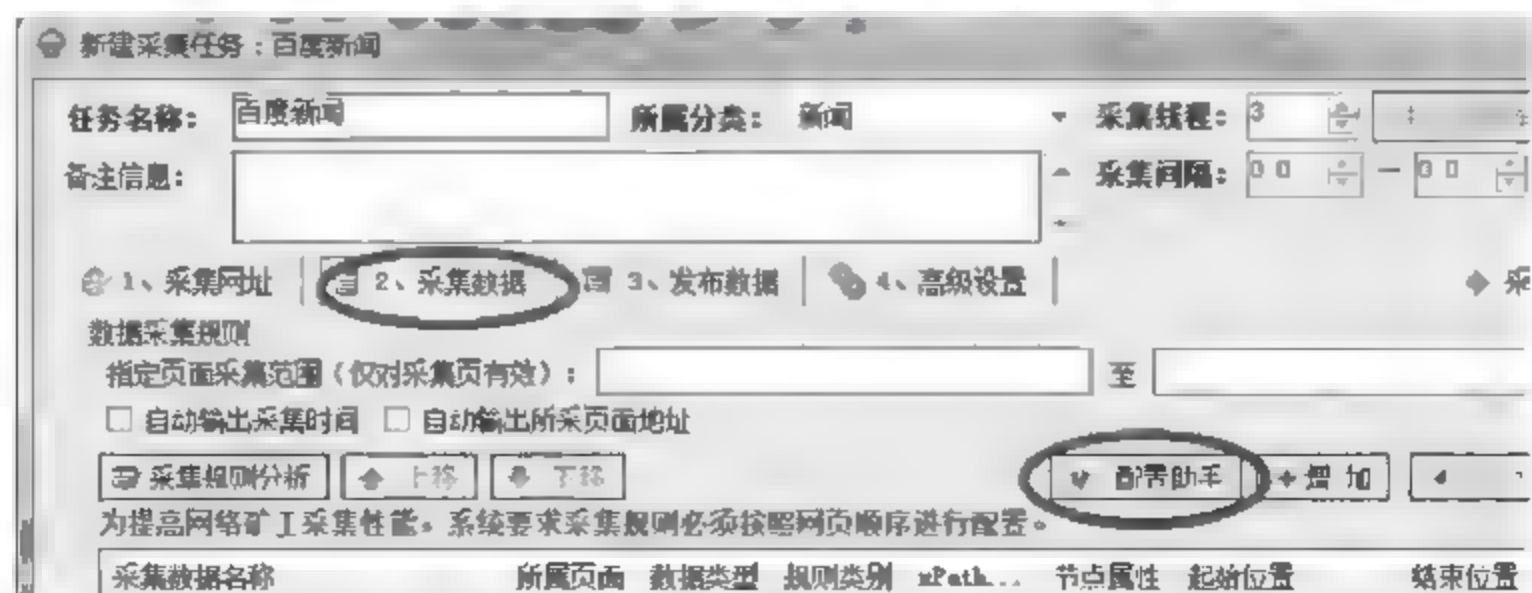 新建采集任务：百度新闻
任务名称： 百度新闻 所属分类： 新闻 采集线程： 3
备注信息： 采集间隔： 0 0 — 0 0
1、采集网址 2、采集数据 3、发布数据 4、高级设置 采
数据采集规则
指定页面采集范围（仅对采集页有效）： 至
自动输出采集时间 自动输出所采页面地址
采集规则分析 上移 下移 配置助手 增加
为提高网络矿工采集性能，系统要求采集规则必须按照网页顺序进行配置。
采集数据名称 所属页面 数据类型 规则类别 xPath... 节点属性 起始位置 结束位置